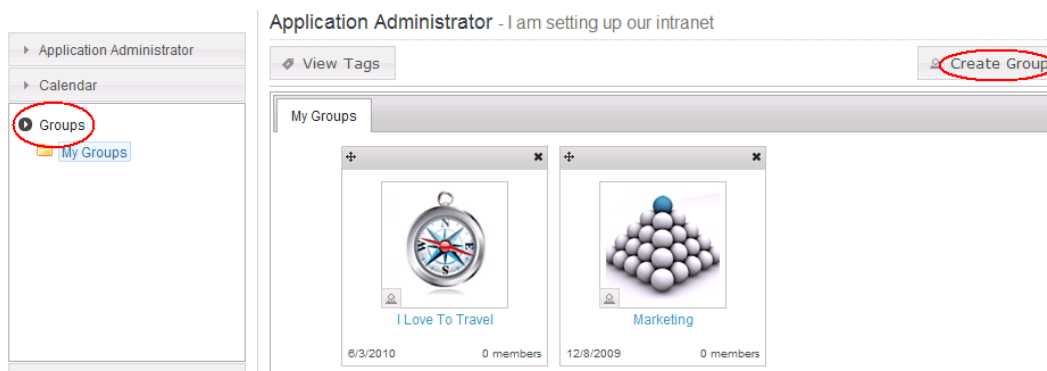 Application Administrator - I am setting up our intranet
Application Administrator
View Tags
Create Group
Calendar
Groups
My Groups
My Groups
N
E
S
W
I Love To Travel
Marketing
6/3/2010 0 members
12/8/2009 0 members